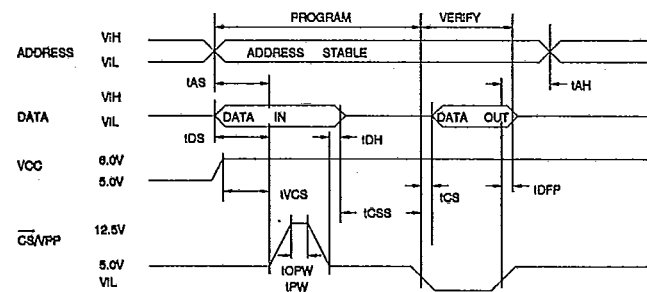 PROGRAM VERIFY
ADDRESS ViH ViL ADDRESS STABLE
tAS tAH
DATA ViH ViL DATA IN DATA OUT
tDS tDH
VCC 6.0V 5.0V
tVCS tCSS tCS tDFP
CS/VPP 12.5V 5.0V ViL
tOPW
tPW